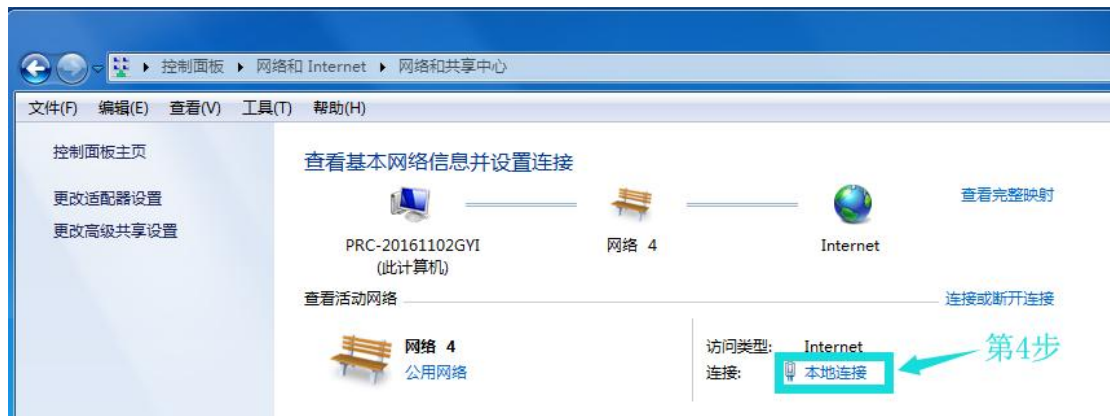 控制面板 网络和 Internet 网络和共享中心
文件(F) 编辑(E) 查看(V) 工具(T) 帮助(H)
控制面板主页
更改适配器设置
更改高级共享设置
查看基本网络信息并设置连接
查看完整映射
PRC-20161102GYI
(此计算机)
网络 4
Internet
查看活动网络
连接或断开连接
网络 4
公用网络
访问类型: Internet
连接: 本地连接
第4步